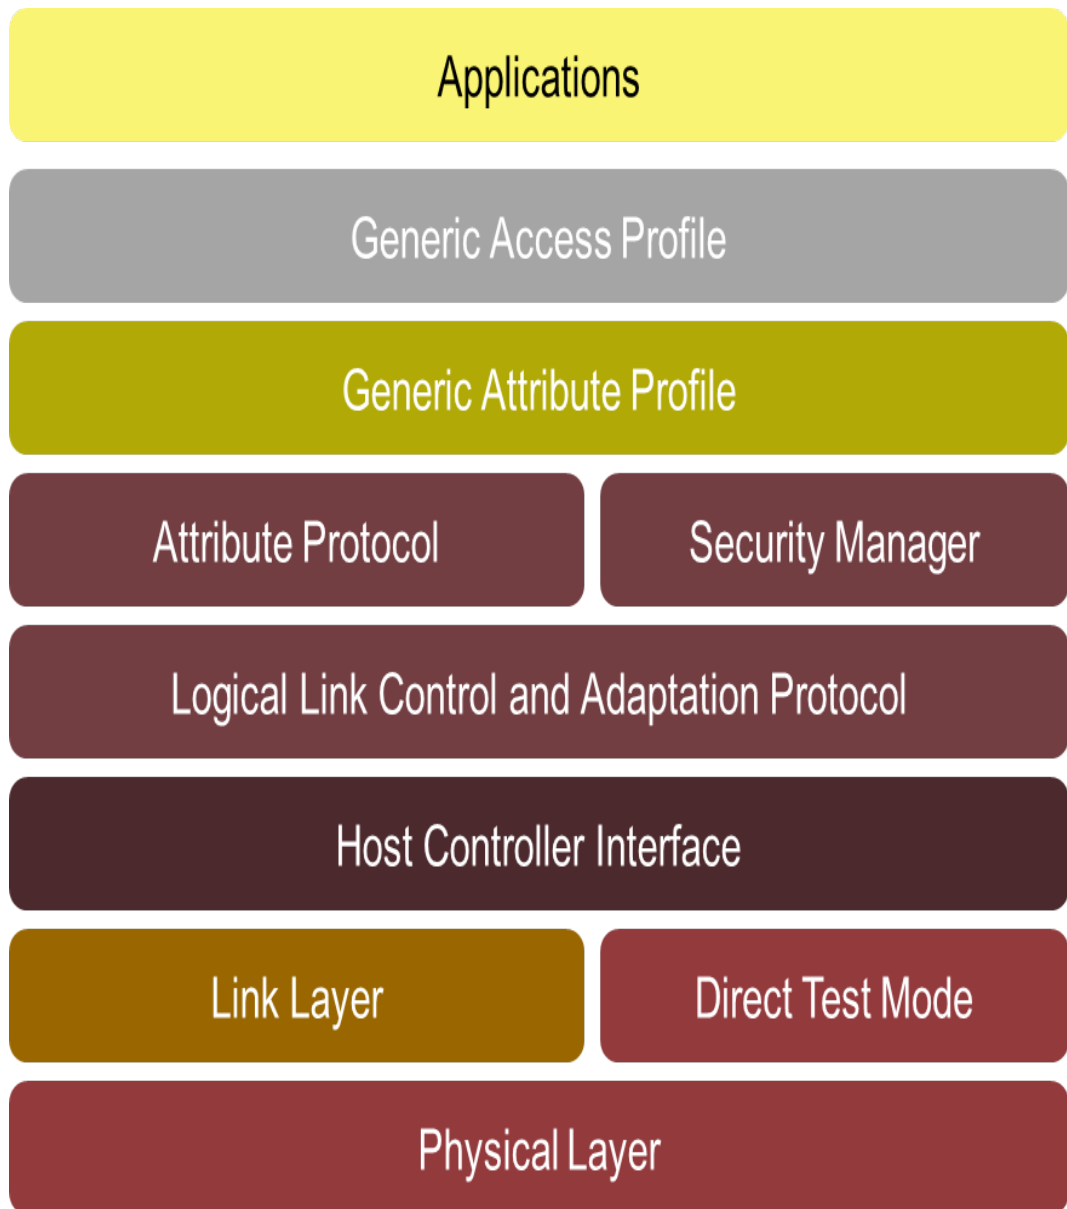 Applications
Generic Access Profile
Generic Attribute Profile
Attribute Protocol
Security Manager
Logical Link Control and Adaptation Protocol
Host Controller Interface
Link Layer
Direct Test Mode
Physical Layer